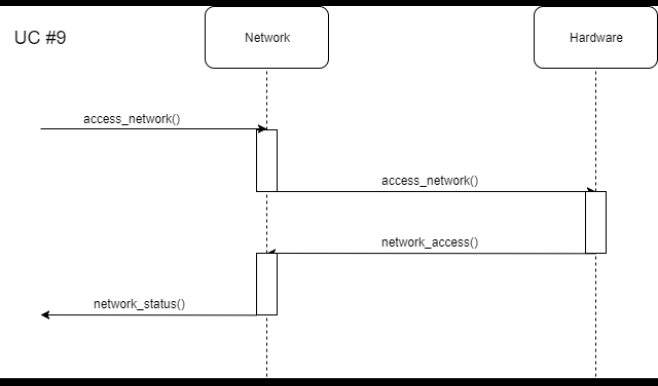 UC #9
Network
Hardware
access_network()
access_network()
network_access()
network_status()